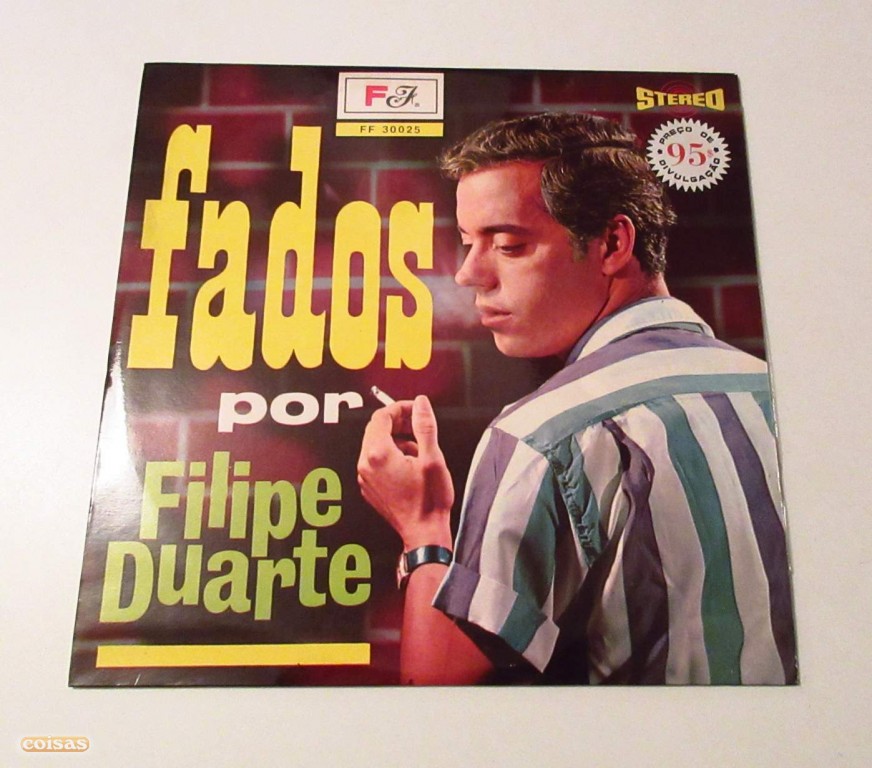 FF
FF 30025
STEREO
PREÇO DE
95$
DIVULGAÇÃO
fados
por
Filipe
Duarte
coisas